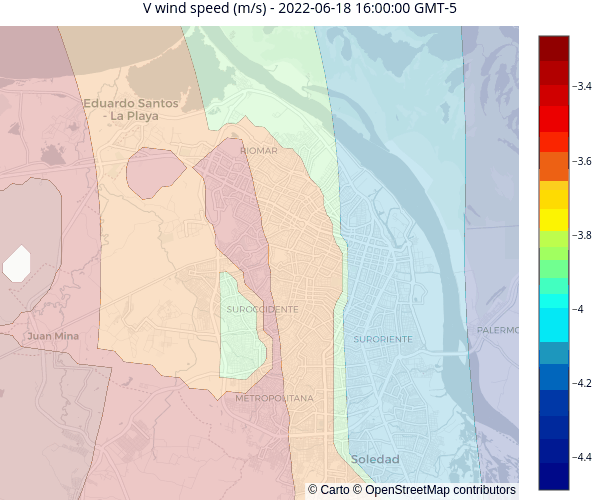 V wind speed (m/s) - 2022-06-18 16:00:00 GMT-5
Eduardo Santos
- La Playa
RIOMAR
SUROCCIDENTE
Juan Mina
SURORIENTE
PALERMO
METROPOLITANA
Soledad
© Carto © OpenStreetMap contributors
−3.4
−3.6
−3.8
−4
−4.2
−4.4